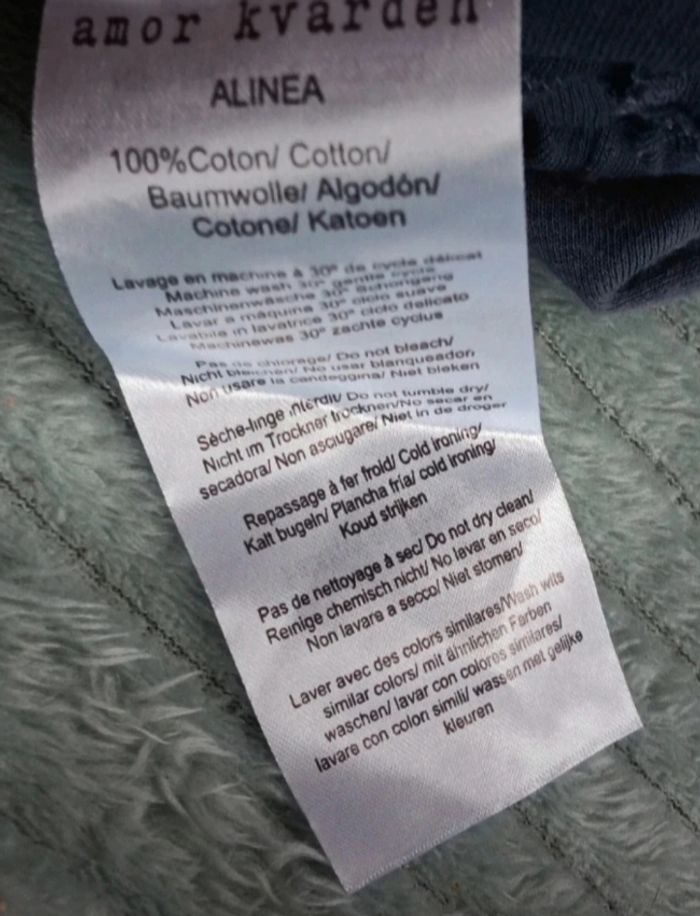 amor kvarden
ALINEA
100%Coton/ Cotton/
Baumwolle/ Algodón/
Cotone/ Katoen
Lavage en machine à 30° de cycle délicat
Machine wash 30° gentle cycle
Maschinenwäsche 30° Schongang
Lavar a máquina 30° ciclo suave
Lavabile in lavatrice 30° ciclo delicato
Machinewas 30° zachte cyclus
Pas de chlorage/ Do not bleach/
Nicht bleichen/ No usar blanqueador/
Non usare la candeggina/ Niet bleken
Sèche-linge interdit/ Do not tumble dry/
Nicht im Trockner trocknen/No secar en
secadora/ Non asciugare/ Niet in de droger
Repassage à fer froid/ Cold ironing/
Kalt bugeln/ Plancha fría/ cold ironing/
Koud strijken
Pas de nettoyage à sec/ Do not dry clean/
Reinige chemisch nicht/ No lavar en seco/
Non lavare a secco/ Niet stomen/
Laver avec des colors similares/Wash wits
similar colors/ mit ähnlichen Farben
waschen/ lavar con colores similares/
lavare con colori simili/ wassen met gelijke
kleuren